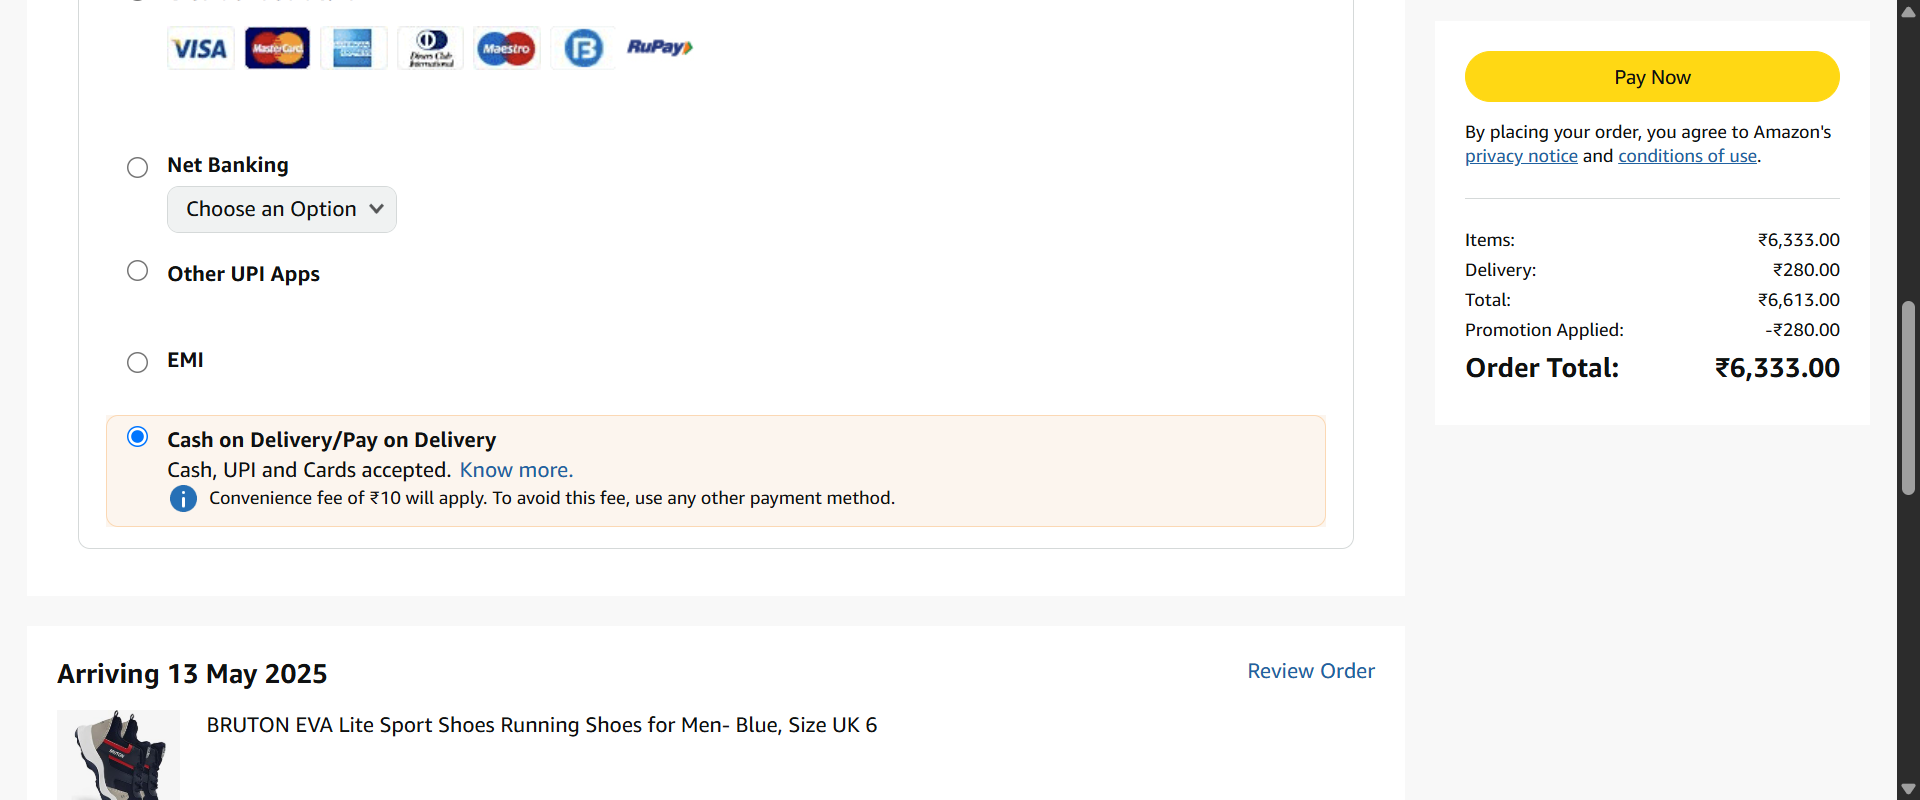 VISA
MasterCard
AMERICAN EXPRESS
Diners Club International
Maestro
RuPay
Net Banking
Choose an Option
Other UPI Apps
EMI
Cash on Delivery/Pay on Delivery
Cash, UPI and Cards accepted. Know more.
Convenience fee of ₹10 will apply. To avoid this fee, use any other payment method.
Arriving 13 May 2025
Review Order
BRUTON EVA Lite Sport Shoes Running Shoes for Men- Blue, Size UK 6
Pay Now
By placing your order, you agree to Amazon's
privacy notice and conditions of use.
Items: ₹6,333.00
Delivery: ₹280.00
Total: ₹6,613.00
Promotion Applied: -₹280.00
Order Total: ₹6,333.00